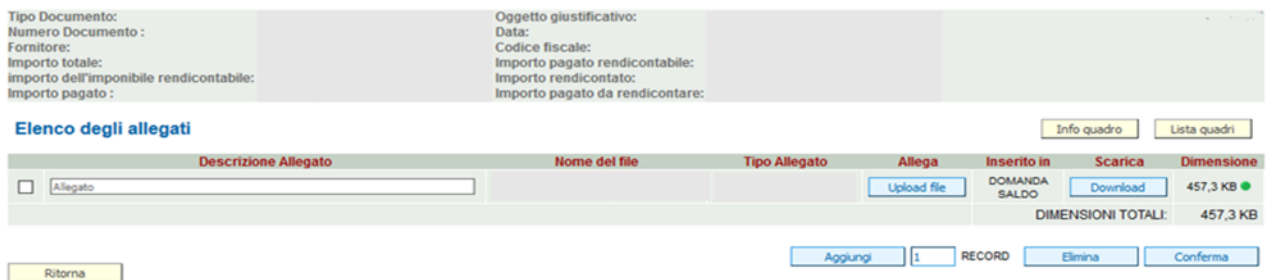 Tipo Documento: Oggetto giustificativo:
Numero Documento : Data:
Fornitore: Codice fiscale:
Importo totale: Importo pagato rendicontabile:
importo dell'imponibile rendicontabile: Importo rendicontato:
Importo pagato : Importo pagato da rendicontare:
Elenco degli allegati Info quadro Lista quadri
Descrizione Allegato Nome del file Tipo Allegato Allega Inserito in Scarica Dimensione
Allegato Upload file DOMANDA SALDO Download 457,3 KB
DIMENSIONI TOTALI: 457,3 KB
Aggiungi 1 RECORD Elimina Conferma
Ritorna